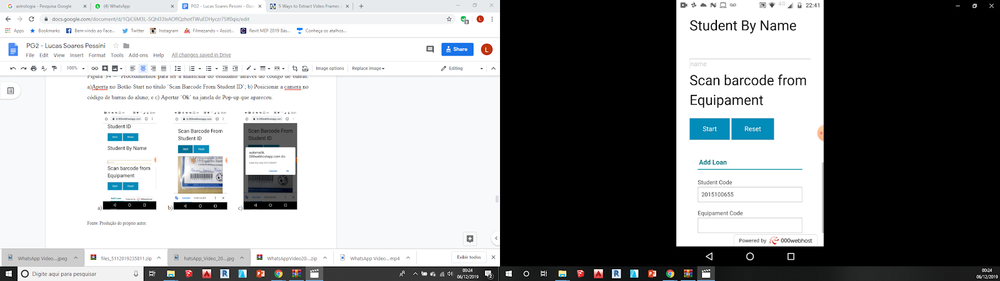 astrologia - Pesquisa Google
(4) WhatsApp
PG2 - Lucas Soares Pessini - Goo
5 Ways to Extract Video Frames
docs.google.com/document/d/1QiC6M3L-SQhI33IxAOflQzhotTWuEDHyczr75lf0qis/edit
Apps
Bookmarks
Bem-vindo ao Face...
Twitter
Instagram
Filmezando – Assist...
Revit MEP 2019 Bás...
Conheça os atalhos...
PG2 - Lucas Soares Pessini
File Edit View Insert Format Tools Add-ons Help All changes saved in Drive
Share
L
100%
Image options
Replace image
Editing
Figura 34 – Procedimentos para ler a matrícula do estudante através do código de barras.
a)Aperta no Botão Start no título ‘Scan Barcode From Student ID’; b) Posicionar a camera no
código de barras do aluno; e c) Apertar ‘Ok’ na janela de Pop-up que apareceu.
Student ID
Start Reset
Student By Name
Scan barcode from
Equipament
Start Reset
Add Loan
Powered by 000webhost
a)
Scan Barcode From
Student ID
Start Reset
b)
Scan Barcode From
Student ID
automatik.
000webhostapp.com diz
Cancelar OK
c)
Fonte: Produção do próprio autor.
WhatsApp Video....jpeg
files_5112019235811.zip
hatsApp_Video_20....jpg
WhatsAppVideo20....zip
WhatsApp Video....mp4
Exibir todos
Digite aqui para pesquisar
00:24
06/12/2019
2
4G
22:41
Student By Name
name
Scan barcode from
Equipament
Start Reset
Add Loan
Student Code
2015100655
Equipament Code
Powered by 000webhost
00:24
06/12/2019